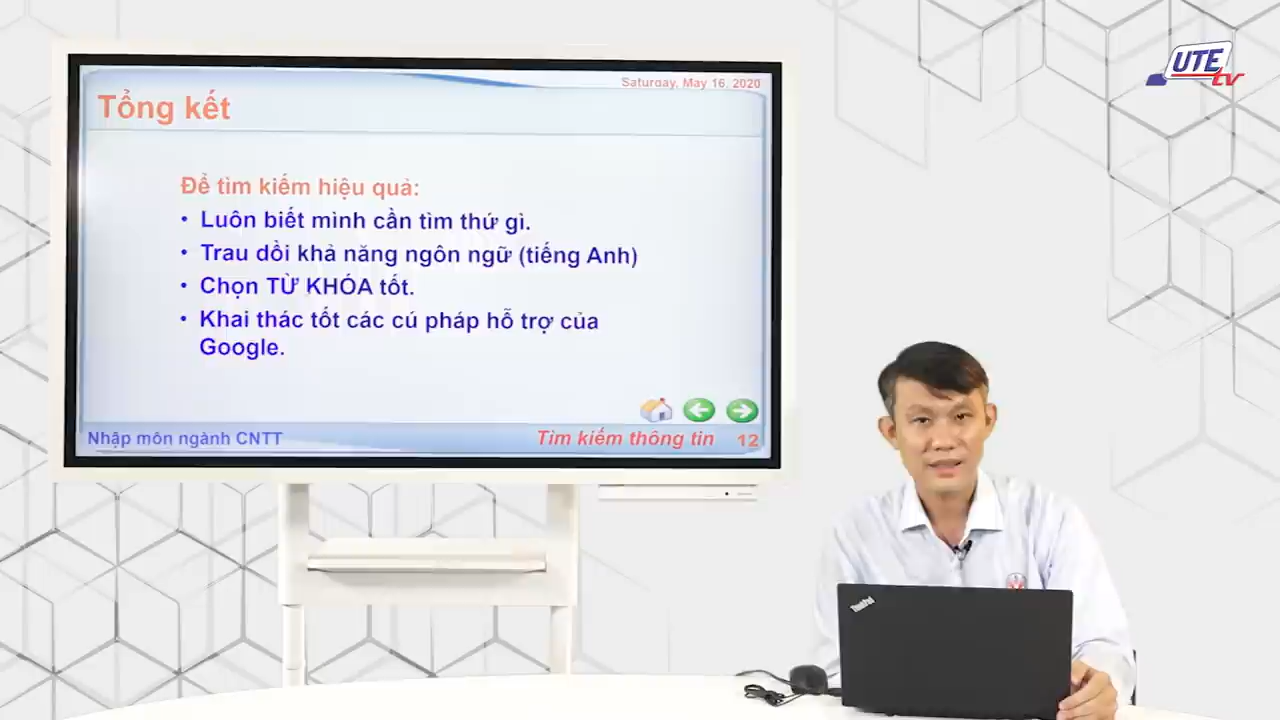 UTE
tv
Saturday, May 16, 2020
Tổng kết
Để tìm kiếm hiệu quả:
• Luôn biết mình cần tìm thứ gì.
• Trau dồi khả năng ngôn ngữ (tiếng Anh)
• Chọn TỪ KHÓA tốt.
• Khai thác tốt các cú pháp hỗ trợ của
Google.
Nhập môn ngành CNTT
Tìm kiếm thông tin 12
ThinkPad